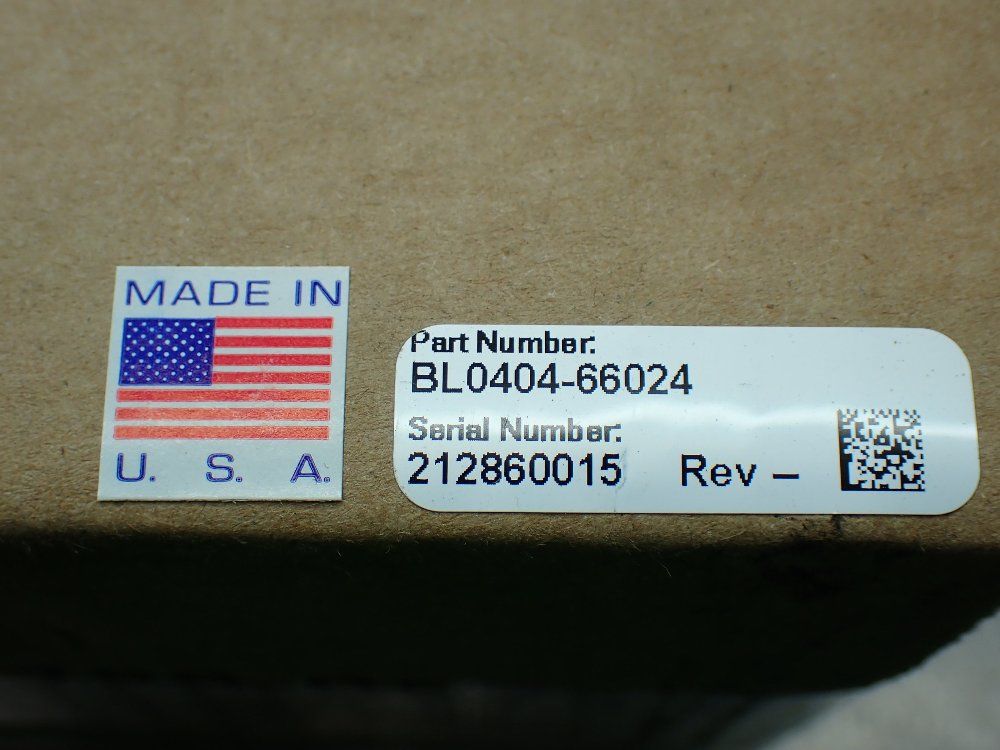 MADE IN
U. S. A.
Part Number:
BL0404-66024
Serial Number:
212860015 Rev –